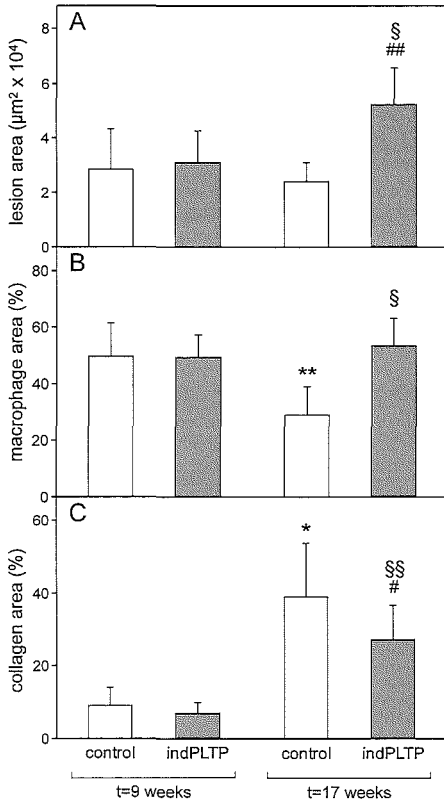 A
lesion area (µm² x 10⁴)
8
6
4
2
0
§
##
B
macrophage area (%)
80
60
40
20
0
**
§
C
collagen area (%)
60
40
20
0
*
§§
#
control
indPLTP
control
indPLTP
t=9 weeks
t=17 weeks